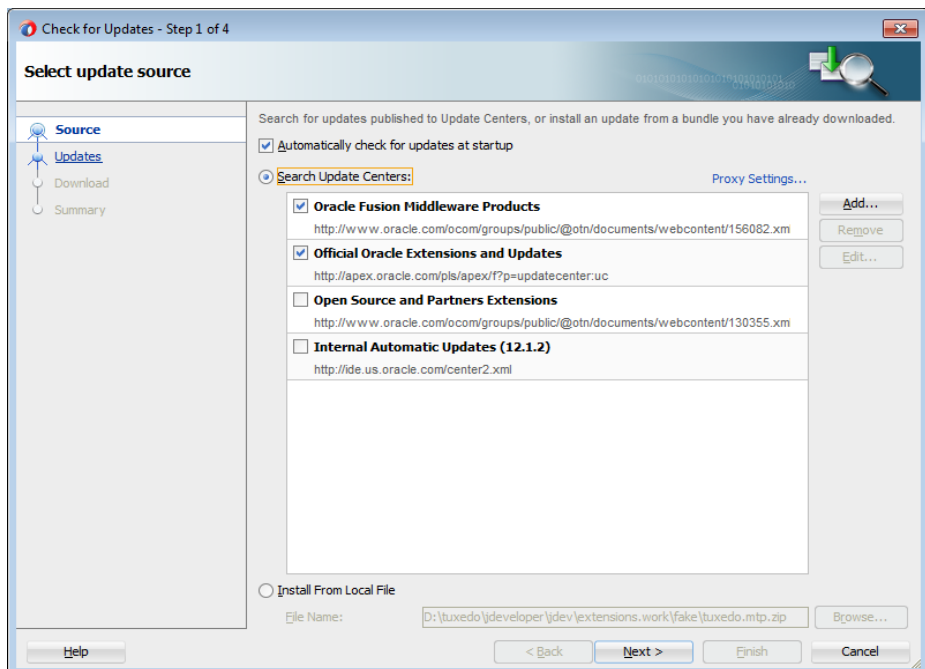 Check for Updates - Step 1 of 4
Select update source
0101010101010101010101010101
01010101010
Source
Updates
Download
Summary
Search for updates published to Update Centers, or install an update from a bundle you have already downloaded.
Automatically check for updates at startup
Search Update Centers:
Proxy Settings...
Oracle Fusion Middleware Products
http://www.oracle.com/ocom/groups/public/@otn/documents/webcontent/156082.xm
Official Oracle Extensions and Updates
http://apex.oracle.com/pls/apex/f?p=updatecenter:uc
Open Source and Partners Extensions
http://www.oracle.com/ocom/groups/public/@otn/documents/webcontent/130355.xm
Internal Automatic Updates (12.1.2)
http://ide.us.oracle.com/center2.xml
Add...
Remove
Edit...
Install From Local File
File Name: D:\tuxedo\jdeveloper\jdev\extensions.work\fake\tuxedo.mtp.zip Browse...
Help < Back Next > Finish Cancel